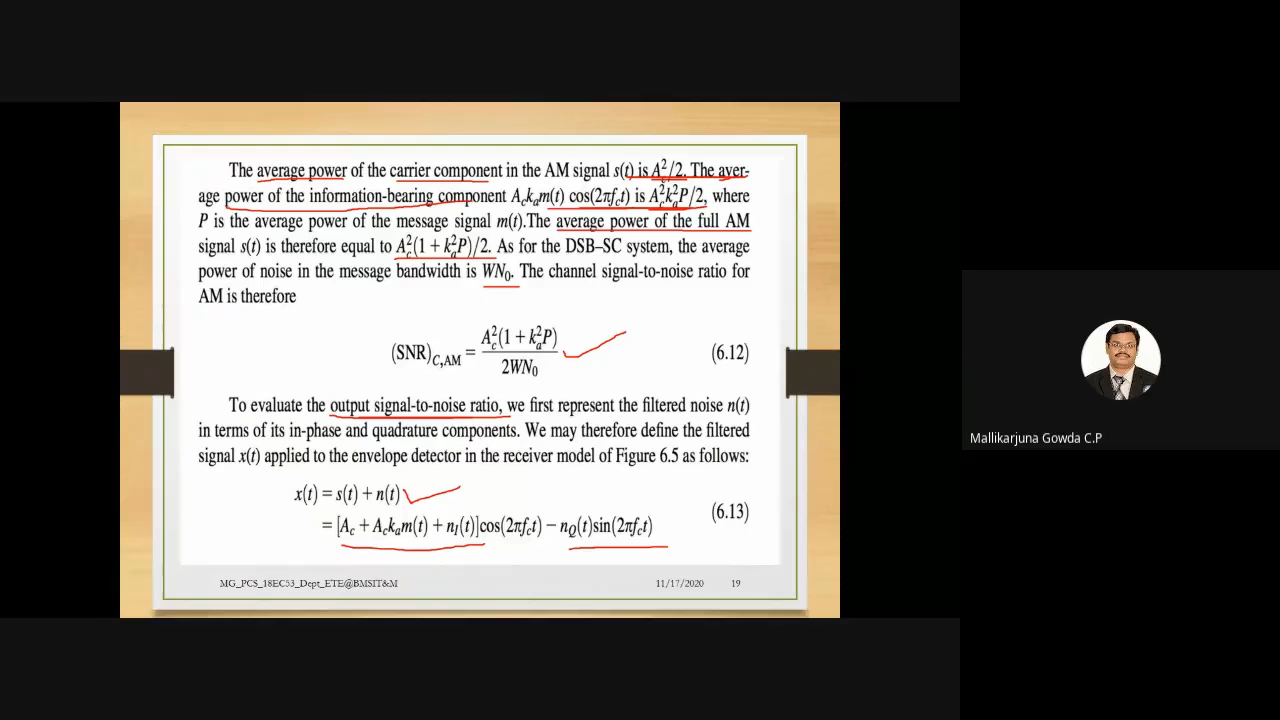 The average power of the carrier component in the AM signal s(t) is A_c^2/2. The aver-
age power of the information-bearing component A_c k_a m(t) cos(2πf_c t) is A_c^2 k_a^2 P/2, where
P is the average power of the message signal m(t).The average power of the full AM
signal s(t) is therefore equal to A_c^2(1 + k_a^2 P)/2. As for the DSB–SC system, the average
power of noise in the message bandwidth is WN_0. The channel signal-to-noise ratio for
AM is therefore
(SNR)_{C,AM} = A_c^2(1 + k_a^2 P) / 2WN_0 (6.12)
To evaluate the output signal-to-noise ratio, we first represent the filtered noise n(t)
in terms of its in-phase and quadrature components. We may therefore define the filtered
signal x(t) applied to the envelope detector in the receiver model of Figure 6.5 as follows:
x(t) = s(t) + n(t)
= [A_c + A_c k_a m(t) + n_I(t)]cos(2πf_c t) − n_Q(t)sin(2πf_c t) (6.13)
MG_PCS_18EC53_Dept_ETE@BMSIT&M 11/17/2020 19
Mallikarjuna Gowda C.P